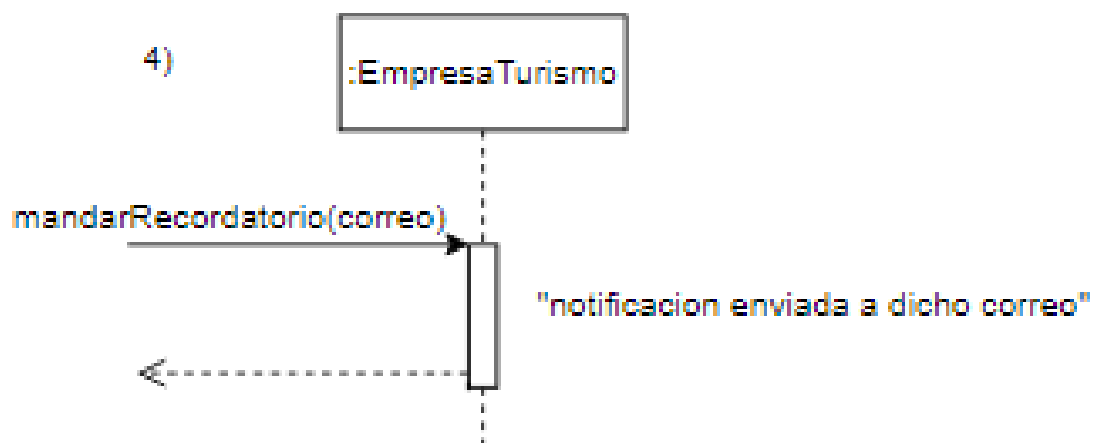 4)
:EmpresaTurismo
mandarRecordatorio(correo)
"notificacion enviada a dicho correo"